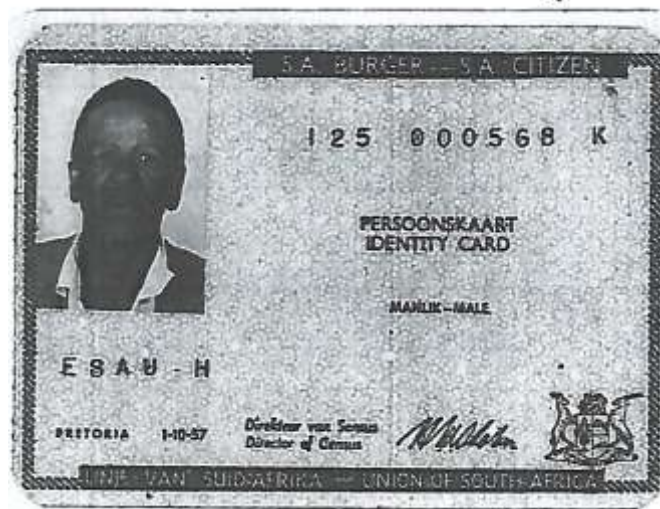 S.A. BURGER — S.A. CITIZEN
125 000568 K
PERSOONSKAART
IDENTITY CARD
MANLIK–MALE
ESAU - H
PRETORIA 1-10-57
Direkteur van Sensus
Director of Census
UNIE VAN SUID-AFRIKA — UNION OF SOUTH AFRICA